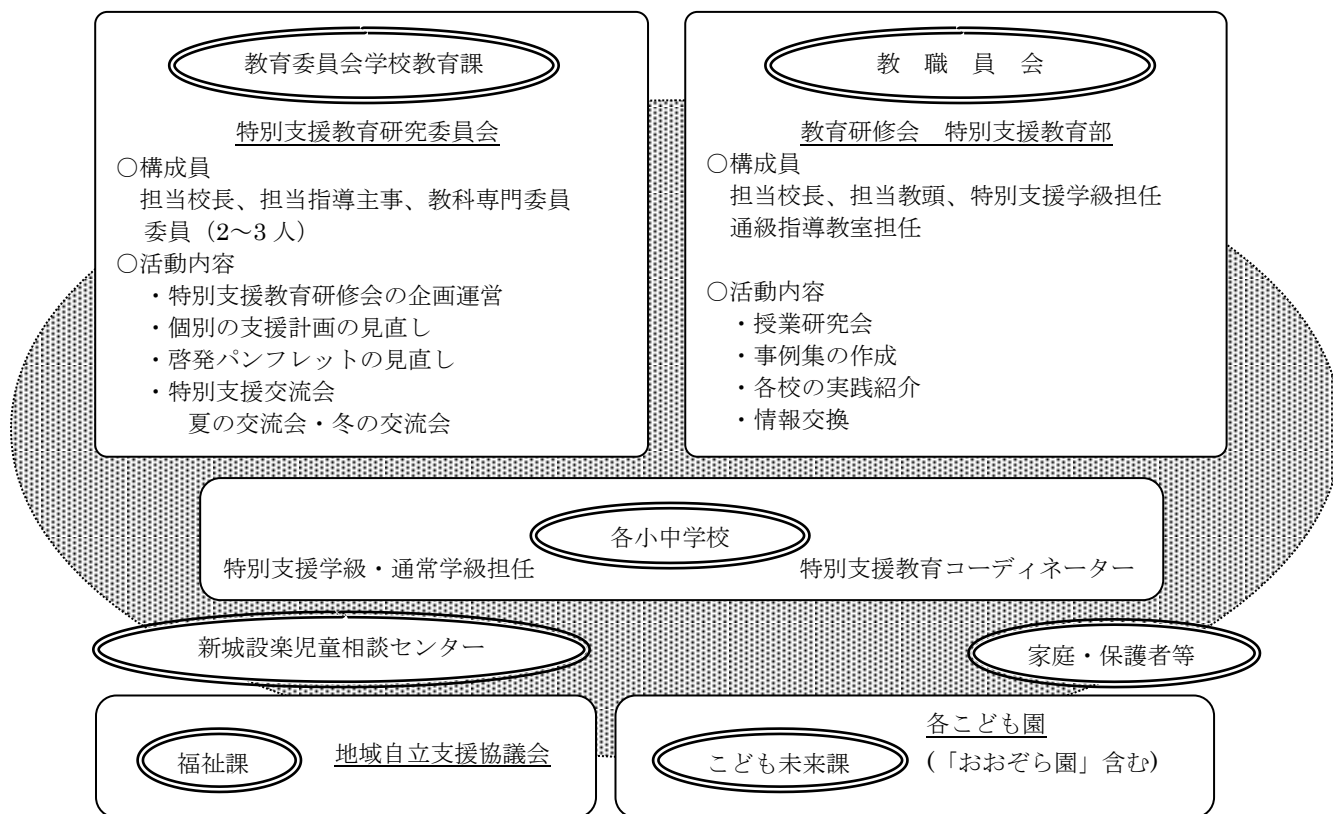 教育委員会学校教育課
特別支援教育研究委員会
○構成員
担当校長、担当指導主事、教科専門委員
委員（2～3 人）
○活動内容
・特別支援教育研修会の企画運営
・個別の支援計画の見直し
・啓発パンフレットの見直し
・特別支援交流会
夏の交流会・冬の交流会
教　職　員　会
教育研修会　特別支援教育部
○構成員
担当校長、担当教頭、特別支援学級担任
通級指導教室担任
○活動内容
・授業研究会
・事例集の作成
・各校の実践紹介
・情報交換
各小中学校
特別支援学級・通常学級担任
特別支援教育コーディネーター
新城設楽児童相談センター
家庭・保護者等
福祉課
地域自立支援協議会
こども未来課
各こども園
(「おおぞら園」含む)